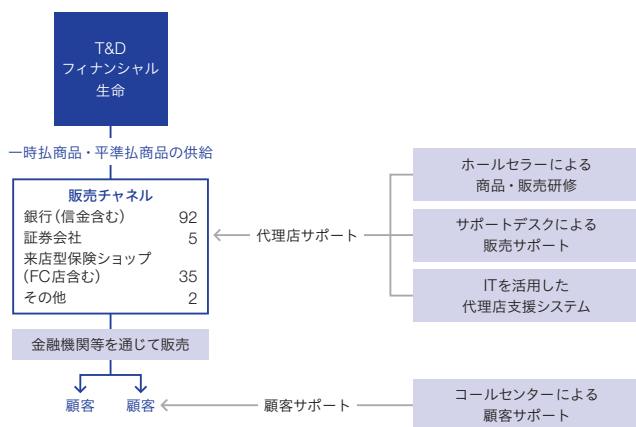 T&D
フィナンシャル
生命
一時払商品・平準払商品の供給
販売チャネル
銀行(信金含む) 92
証券会社 5
来店型保険ショップ
(FC店含む) 35
その他 2
代理店サポート
ホールセラーによる
商品・販売研修
サポートデスクによる
販売サポート
ITを活用した
代理店支援システム
金融機関等を通じて販売
顧客 顧客
顧客サポート
コールセンターによる
顧客サポート